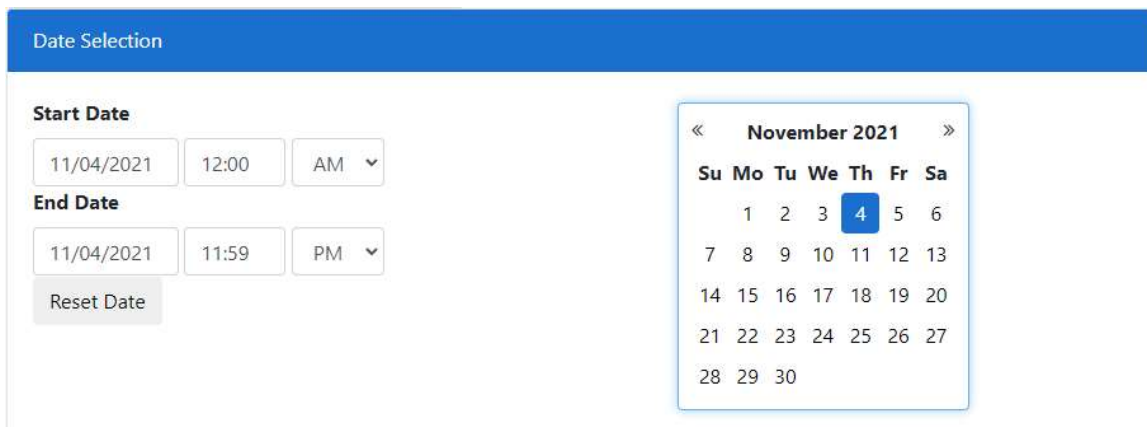 Date Selection
Start Date
11/04/2021 12:00 AM
End Date
11/04/2021 11:59 PM
Reset Date
« November 2021 »
Su Mo Tu We Th Fr Sa
1 2 3 4 5 6
7 8 9 10 11 12 13
14 15 16 17 18 19 20
21 22 23 24 25 26 27
28 29 30